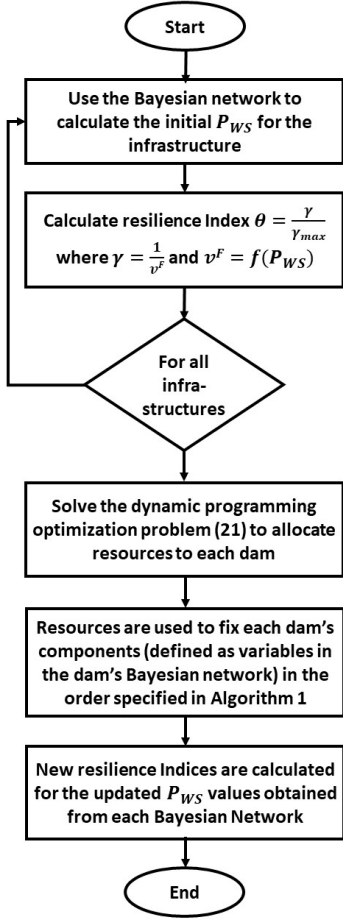 Start
Use the Bayesian network to
calculate the initial P_WS for the
infrastructure
Calculate resilience Index θ = γ/γ_max
where γ = 1/v^F and v^F = f(P_WS)
For all
infra-
structures
Solve the dynamic programming
optimization problem (21) to allocate
resources to each dam
Resources are used to fix each dam's
components (defined as variables in
the dam's Bayesian network) in the
order specified in Algorithm 1
New resilience Indices are calculated
for the updated P_WS values obtained
from each Bayesian Network
End